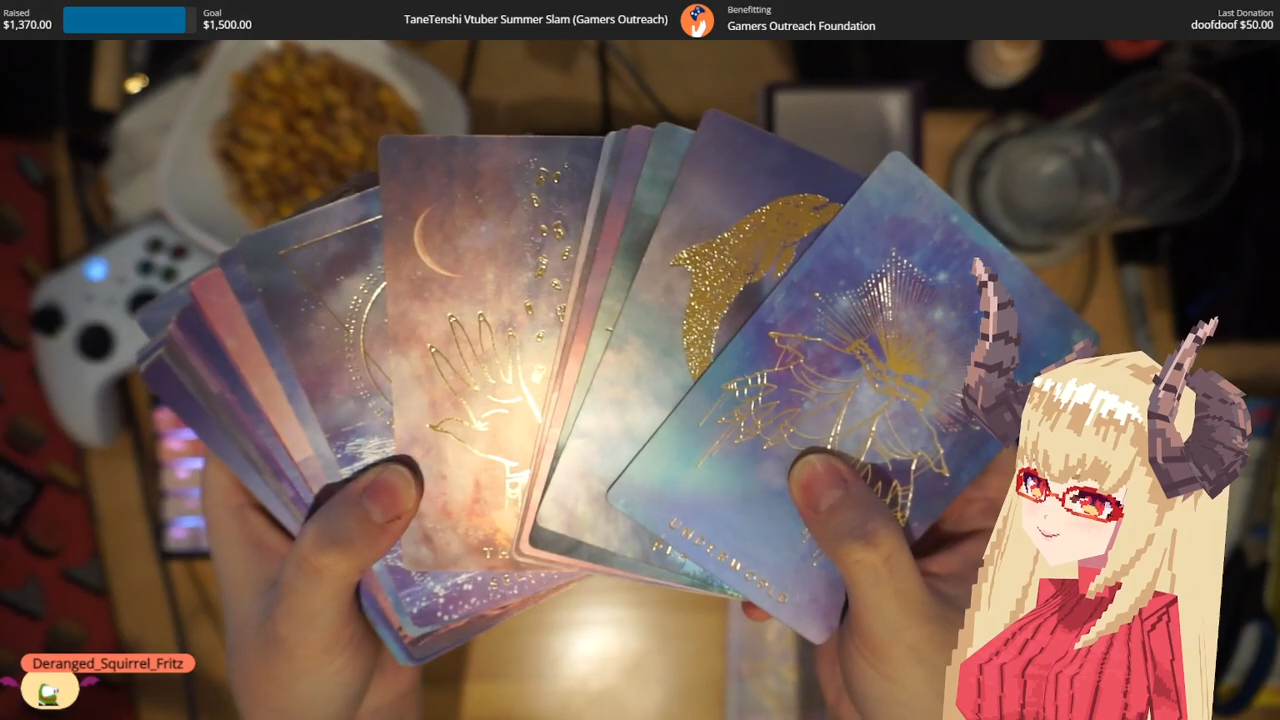 Raised
$1,370.00
Goal
$1,500.00
TaneTenshi Vtuber Summer Slam (Gamers Outreach)
Benefitting
Gamers Outreach Foundation
Last Donation
doofdoof $50.00
UNDERWORLD
Deranged_Squirrel_Fritz